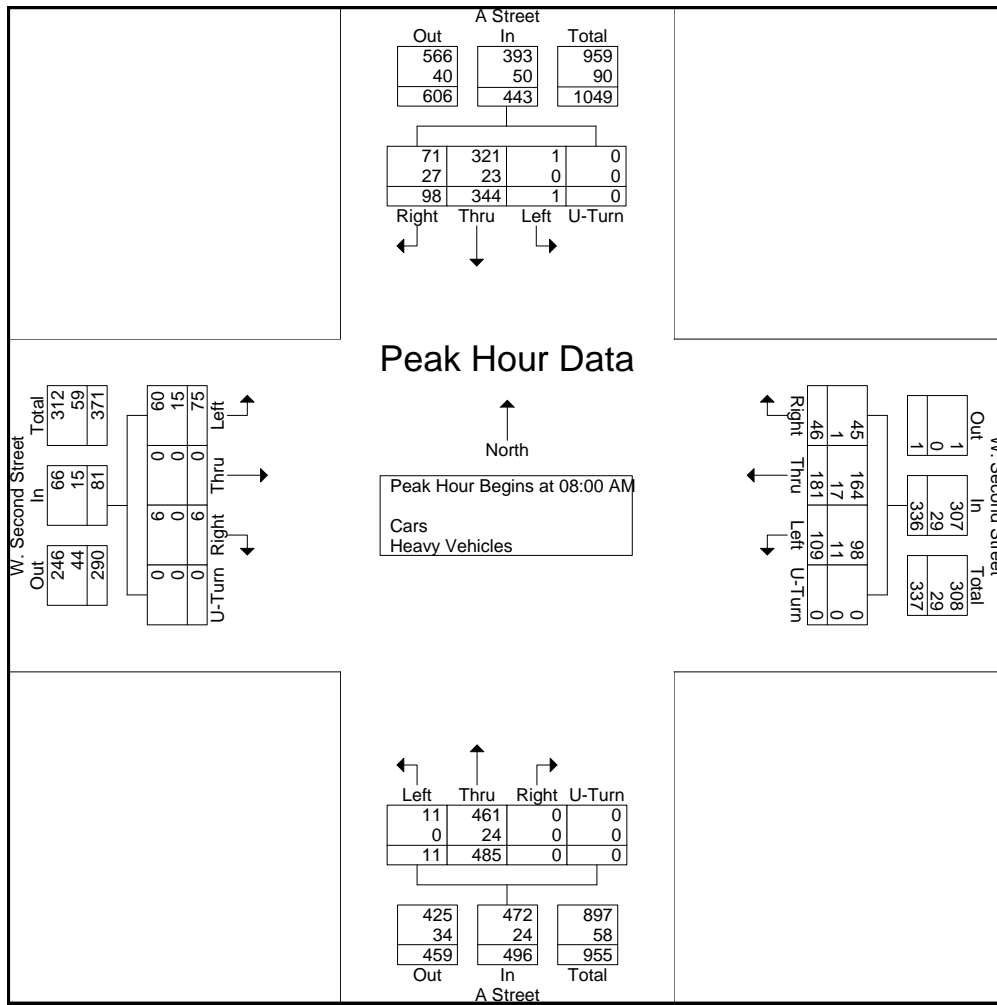 A Street
Out In Total
566 393 959
40 50 90
606 443 1049
71 321 1 0
27 23 0 0
98 344 1 0
Right Thru Left U-Turn
Peak Hour Data
North
Peak Hour Begins at 08:00 AM
Cars
Heavy Vehicles
W. Second Street
Out In Total
246 66 312
44 15 59
290 81 371
U-Turn Right Thru Left
0 6 0 60
0 0 0 15
0 6 0 75
W. Second Street
Out In Total
1 307 308
0 29 29
1 336 337
45 164 98 0
1 17 11 0
46 181 109 0
Right Thru Left U-Turn
Left Thru Right U-Turn
11 461 0 0
0 24 0 0
11 485 0 0
425 472 897
34 24 58
459 496 955
Out In Total
A Street